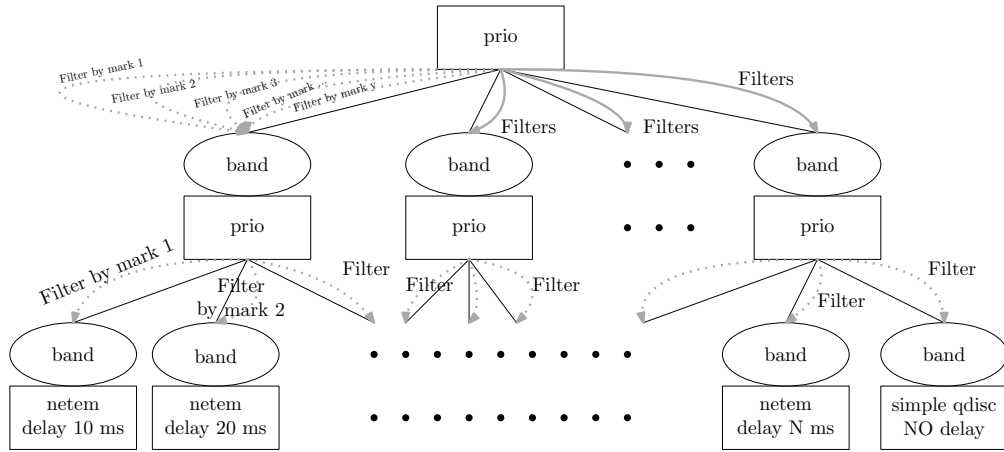 prio
Filter by mark 1
Filter by mark 2
Filter by mark 3
Filter by mark ...
Filter by mark y
Filters
Filters
Filters
band
band
band
prio
prio
prio
Filter by mark 1
Filter
by mark 2
Filter
Filter
Filter
Filter
Filter
band
band
band
band
netem
delay 10 ms
netem
delay 20 ms
netem
delay N ms
simple qdisc
NO delay